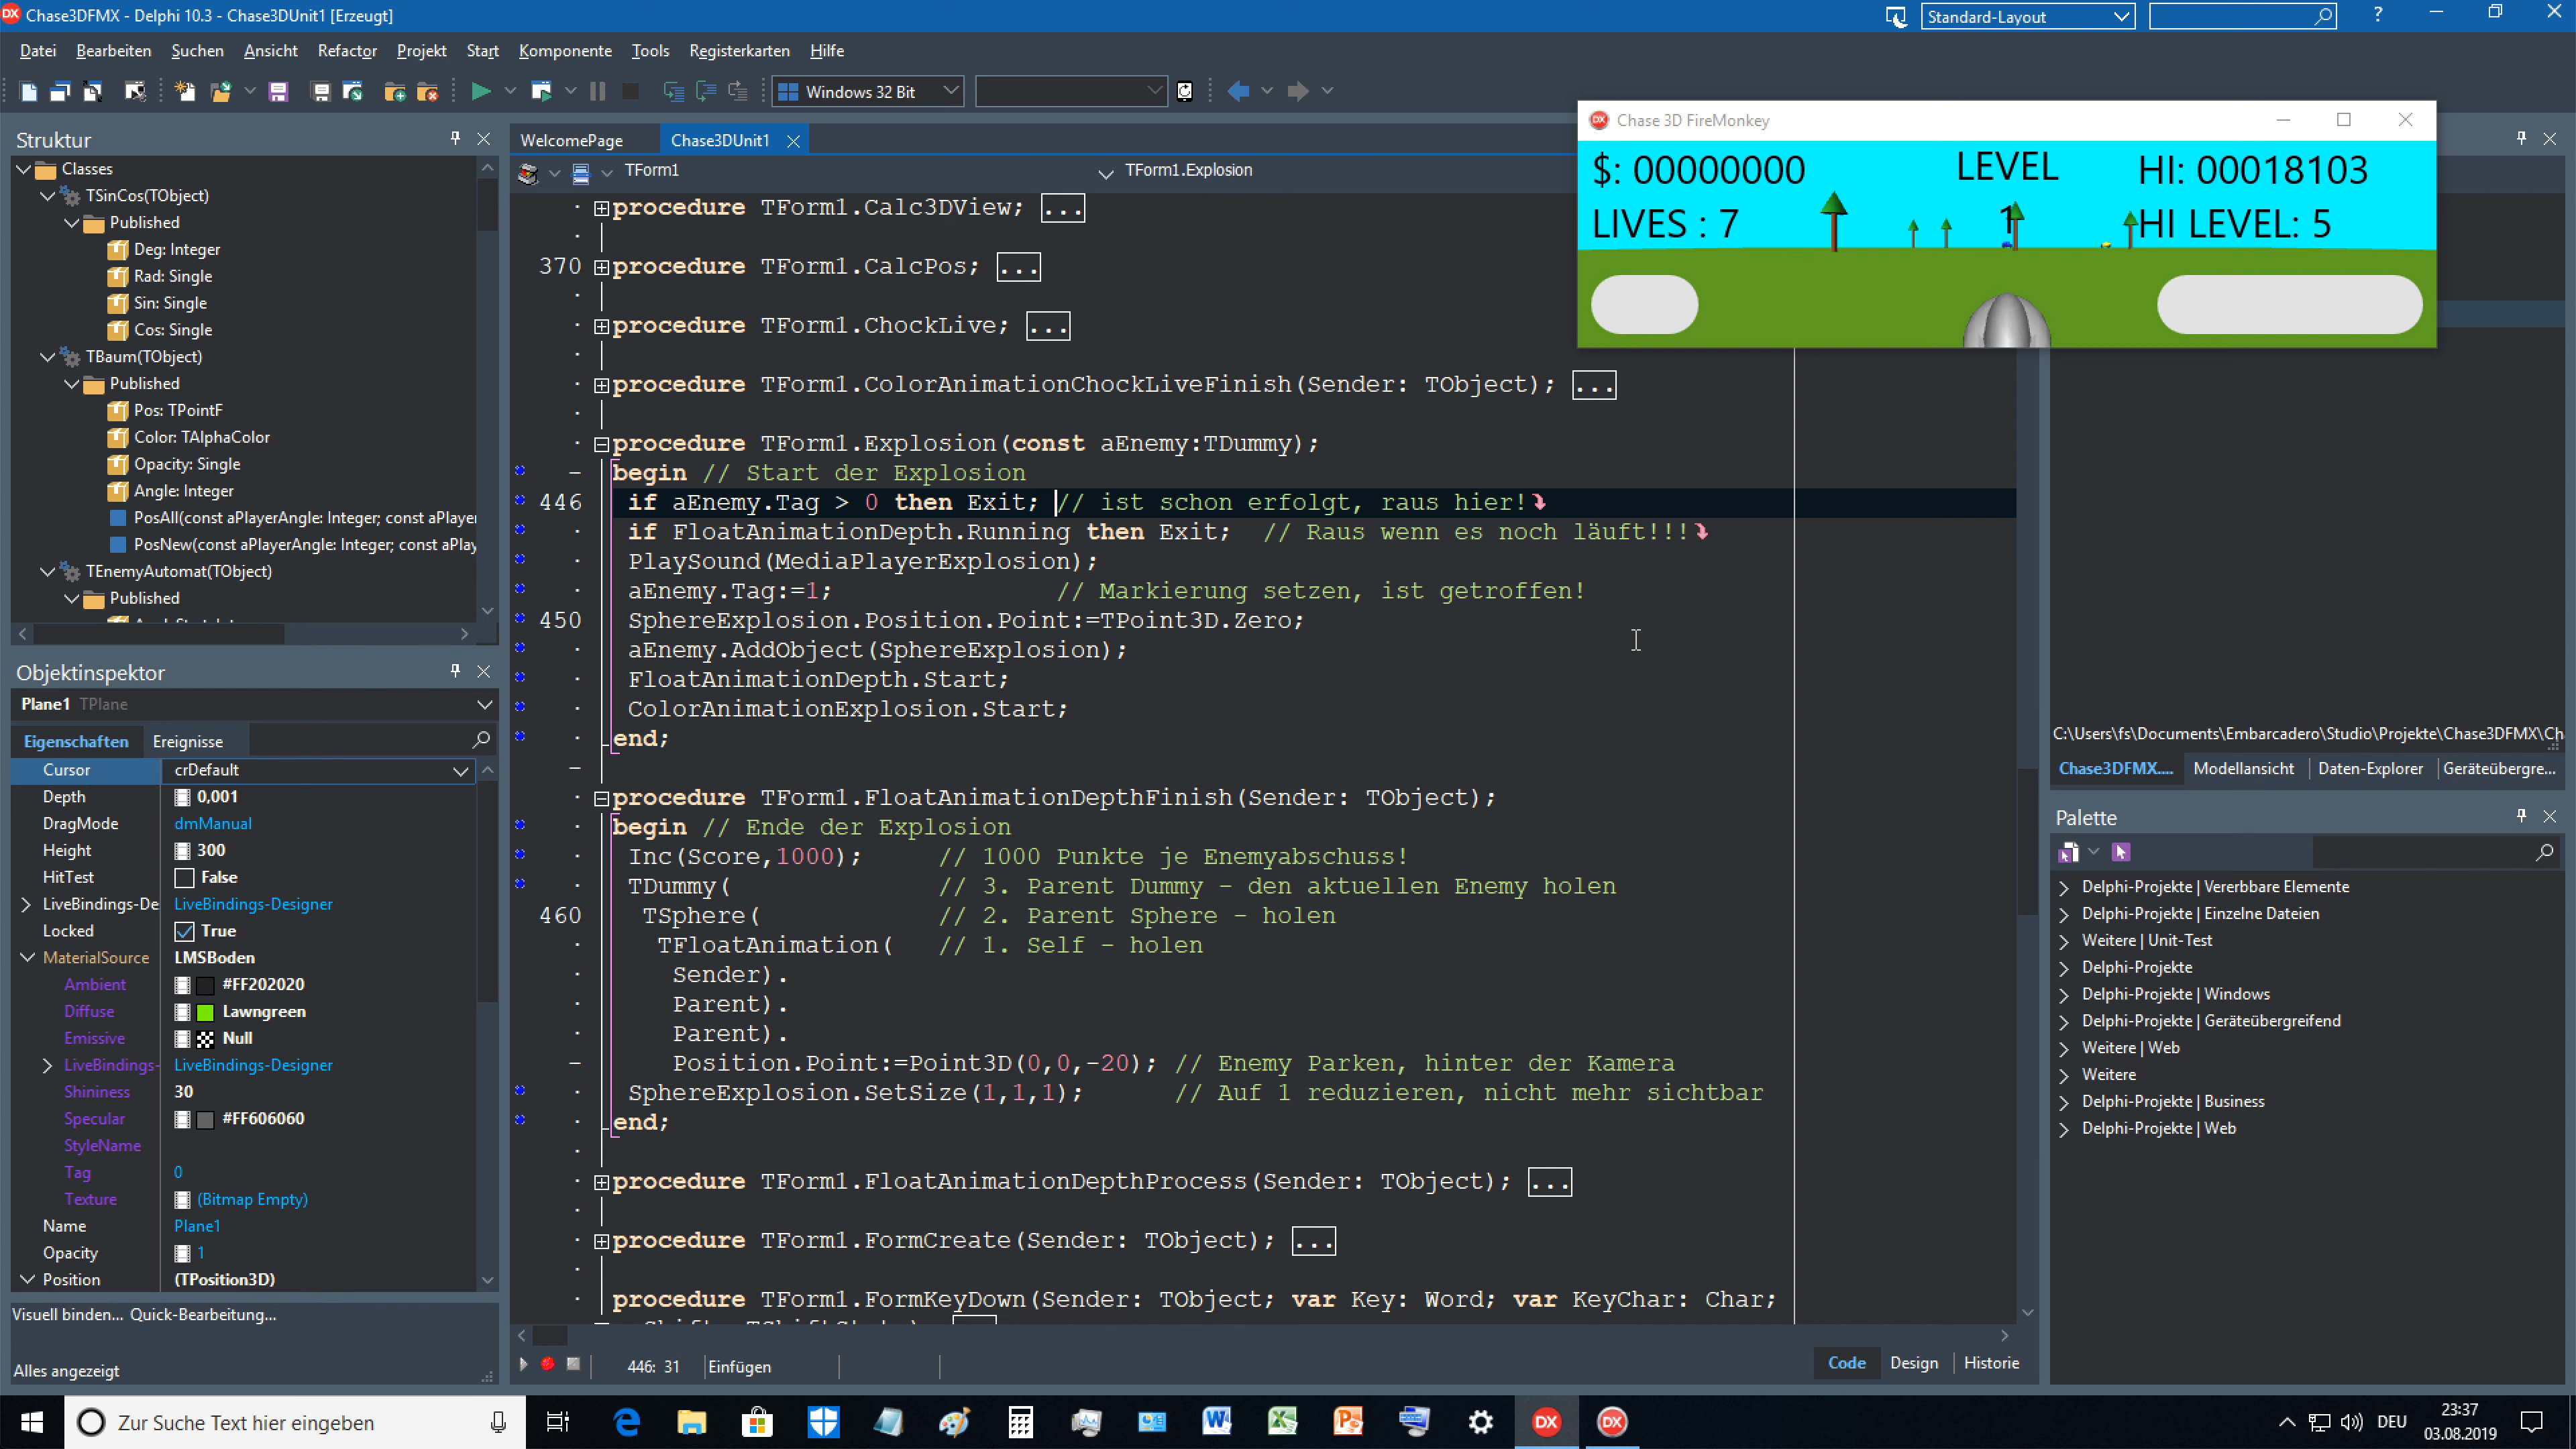 Chase3DFMX - Delphi 10.3 - Chase3DUnit1 [Erzeugt]
Standard-Layout
?
Datei Bearbeiten Suchen Ansicht Refactor Projekt Start Komponente Tools Registerkarten Hilfe
Windows 32 Bit
Struktur
Classes
TSinCos(TObject)
Published
Deg: Integer
Rad: Single
Sin: Single
Cos: Single
TBaum(TObject)
Published
Pos: TPointF
Color: TAlphaColor
Opacity: Single
Angle: Integer
PosAll(const aPlayerAngle: Integer; const aPlayer
PosNew(const aPlayerAngle: Integer; const aPlay
TEnemyAutomat(TObject)
Published
Objektinspektor
Plane1 TPlane
Eigenschaften Ereignisse
Cursor crDefault
Depth 0,001
DragMode dmManual
Height 300
HitTest False
LiveBindings-De LiveBindings-Designer
Locked True
MaterialSource LMSBoden
Ambient #FF202020
Diffuse Lawngreen
Emissive Null
LiveBindings- LiveBindings-Designer
Shininess 30
Specular #FF606060
StyleName
Tag 0
Texture (Bitmap Empty)
Name Plane1
Opacity 1
Position (TPosition3D)
Visuell binden... Quick-Bearbeitung...
Alles angezeigt
WelcomePage Chase3DUnit1
TForm1 TForm1.Explosion
procedure TForm1.Calc3DView; ...
370 procedure TForm1.CalcPos; ...
procedure TForm1.ChockLive; ...
procedure TForm1.ColorAnimationChockLiveFinish(Sender: TObject); ...
procedure TForm1.Explosion(const aEnemy:TDummy);
begin // Start der Explosion
446 if aEnemy.Tag > 0 then Exit; // ist schon erfolgt, raus hier!
if FloatAnimationDepth.Running then Exit; // Raus wenn es noch läuft!!!
PlaySound(MediaPlayerExplosion);
aEnemy.Tag:=1; // Markierung setzen, ist getroffen!
450 SphereExplosion.Position.Point:=TPoint3D.Zero;
aEnemy.AddObject(SphereExplosion);
FloatAnimationDepth.Start;
ColorAnimationExplosion.Start;
end;
procedure TForm1.FloatAnimationDepthFinish(Sender: TObject);
begin // Ende der Explosion
Inc(Score,1000); // 1000 Punkte je Enemyabschuss!
TDummy( // 3. Parent Dummy - den aktuellen Enemy holen
460 TSphere( // 2. Parent Sphere - holen
TFloatAnimation( // 1. Self - holen
Sender).
Parent).
Parent).
Position.Point:=Point3D(0,0,-20); // Enemy Parken, hinter der Kamera
SphereExplosion.SetSize(1,1,1); // Auf 1 reduzieren, nicht mehr sichtbar
end;
procedure TForm1.FloatAnimationDepthProcess(Sender: TObject); ...
procedure TForm1.FormCreate(Sender: TObject); ...
procedure TForm1.FormKeyDown(Sender: TObject; var Key: Word; var KeyChar: Char;
446: 31 Einfügen
Code Design Historie
Chase 3D FireMonkey
$: 00000000 LEVEL HI: 00018103
LIVES : 7 1 HI LEVEL: 5
C:\Users\fs\Documents\Embarcadero\Studio\Projekte\Chase3DFMX\Ch
Chase3DFMX.... Modellansicht Daten-Explorer Geräteübergre...
Palette
Delphi-Projekte | Vererbbare Elemente
Delphi-Projekte | Einzelne Dateien
Weitere | Unit-Test
Delphi-Projekte
Delphi-Projekte | Windows
Delphi-Projekte | Geräteübergreifend
Weitere | Web
Weitere
Delphi-Projekte | Business
Delphi-Projekte | Web
Zur Suche Text hier eingeben
DX DX
DEU
23:37
03.08.2019